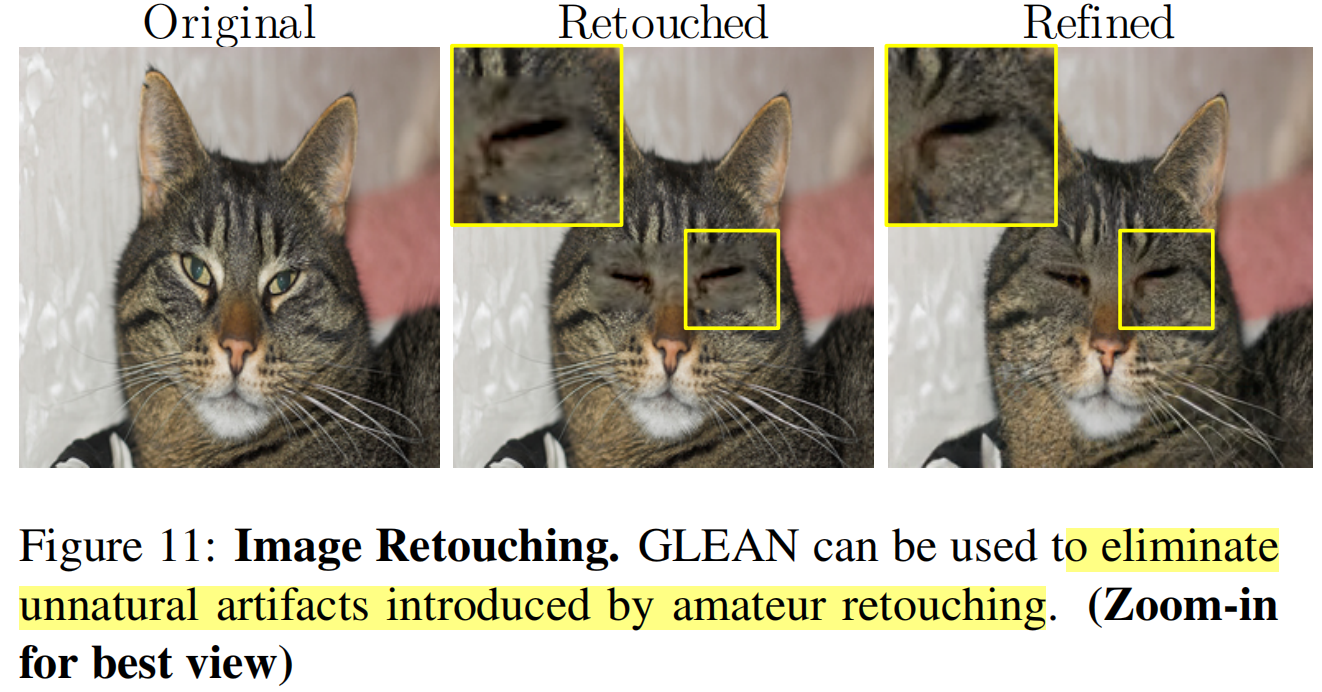 Original Retouched Refined
Figure 11: Image Retouching. GLEAN can be used to eliminate
unnatural artifacts introduced by amateur retouching. (Zoom-in
for best view)